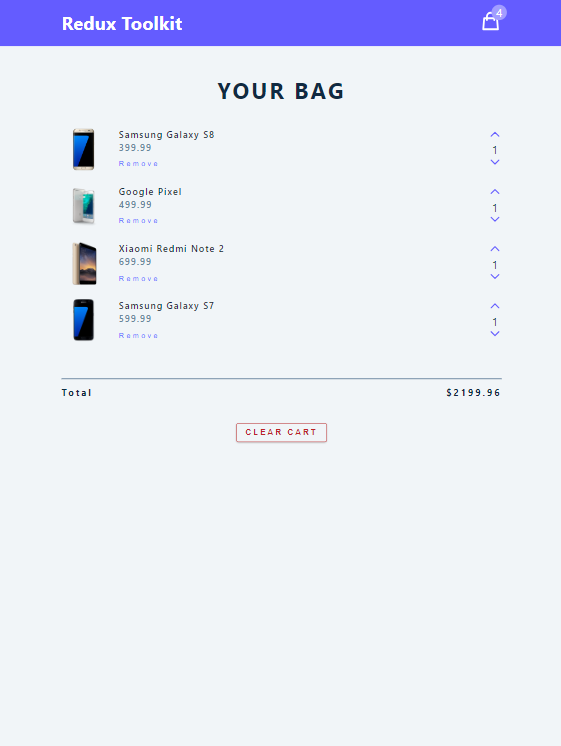 Redux Toolkit
4
YOUR BAG
Samsung Galaxy S8
399.99
1
Remove
Google Pixel
499.99
1
Remove
Xiaomi Redmi Note 2
699.99
1
Remove
Samsung Galaxy S7
599.99
1
Remove
Total $2199.96
CLEAR CART